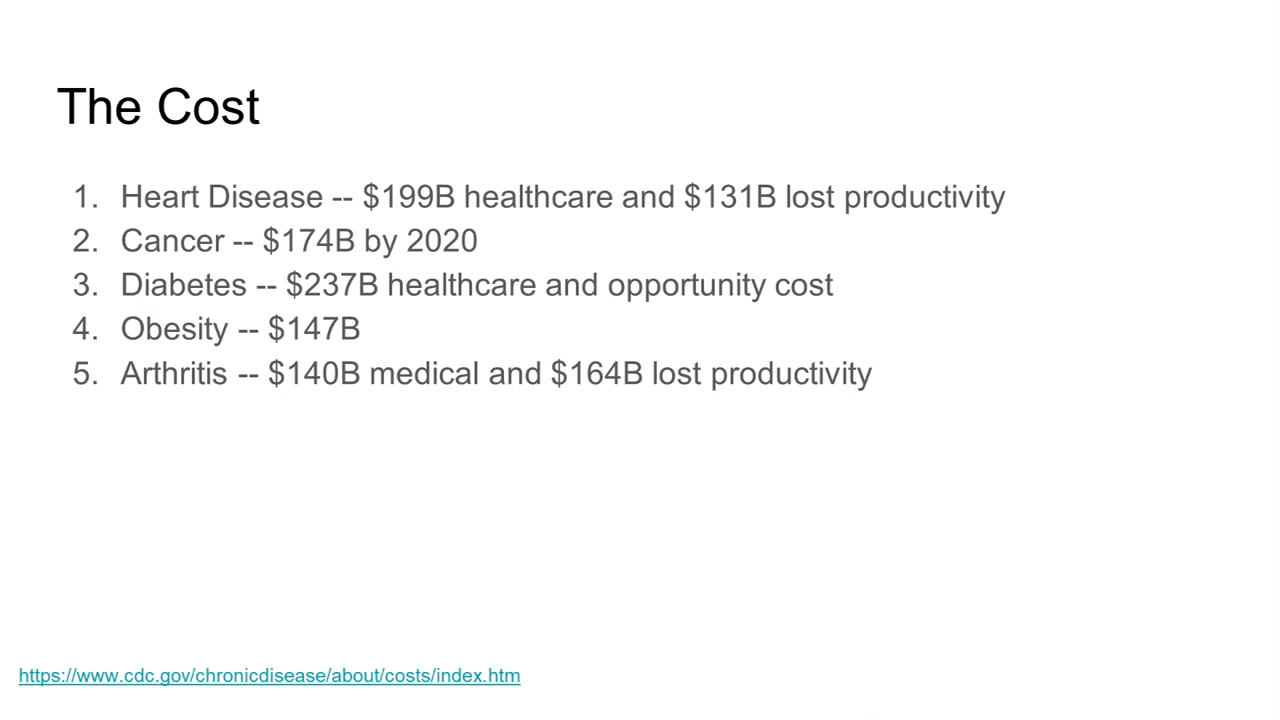 The Cost
1. Heart Disease -- $199B healthcare and $131B lost productivity
2. Cancer -- $174B by 2020
3. Diabetes -- $237B healthcare and opportunity cost
4. Obesity -- $147B
5. Arthritis -- $140B medical and $164B lost productivity
https://www.cdc.gov/chronicdisease/about/costs/index.htm